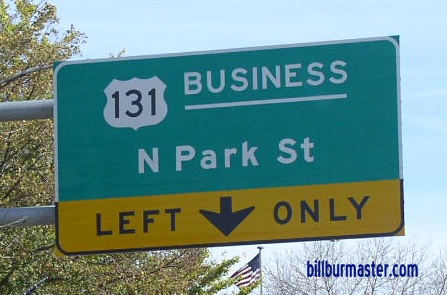 131 BUSINESS
N Park St
LEFT ONLY
billburmaster.com